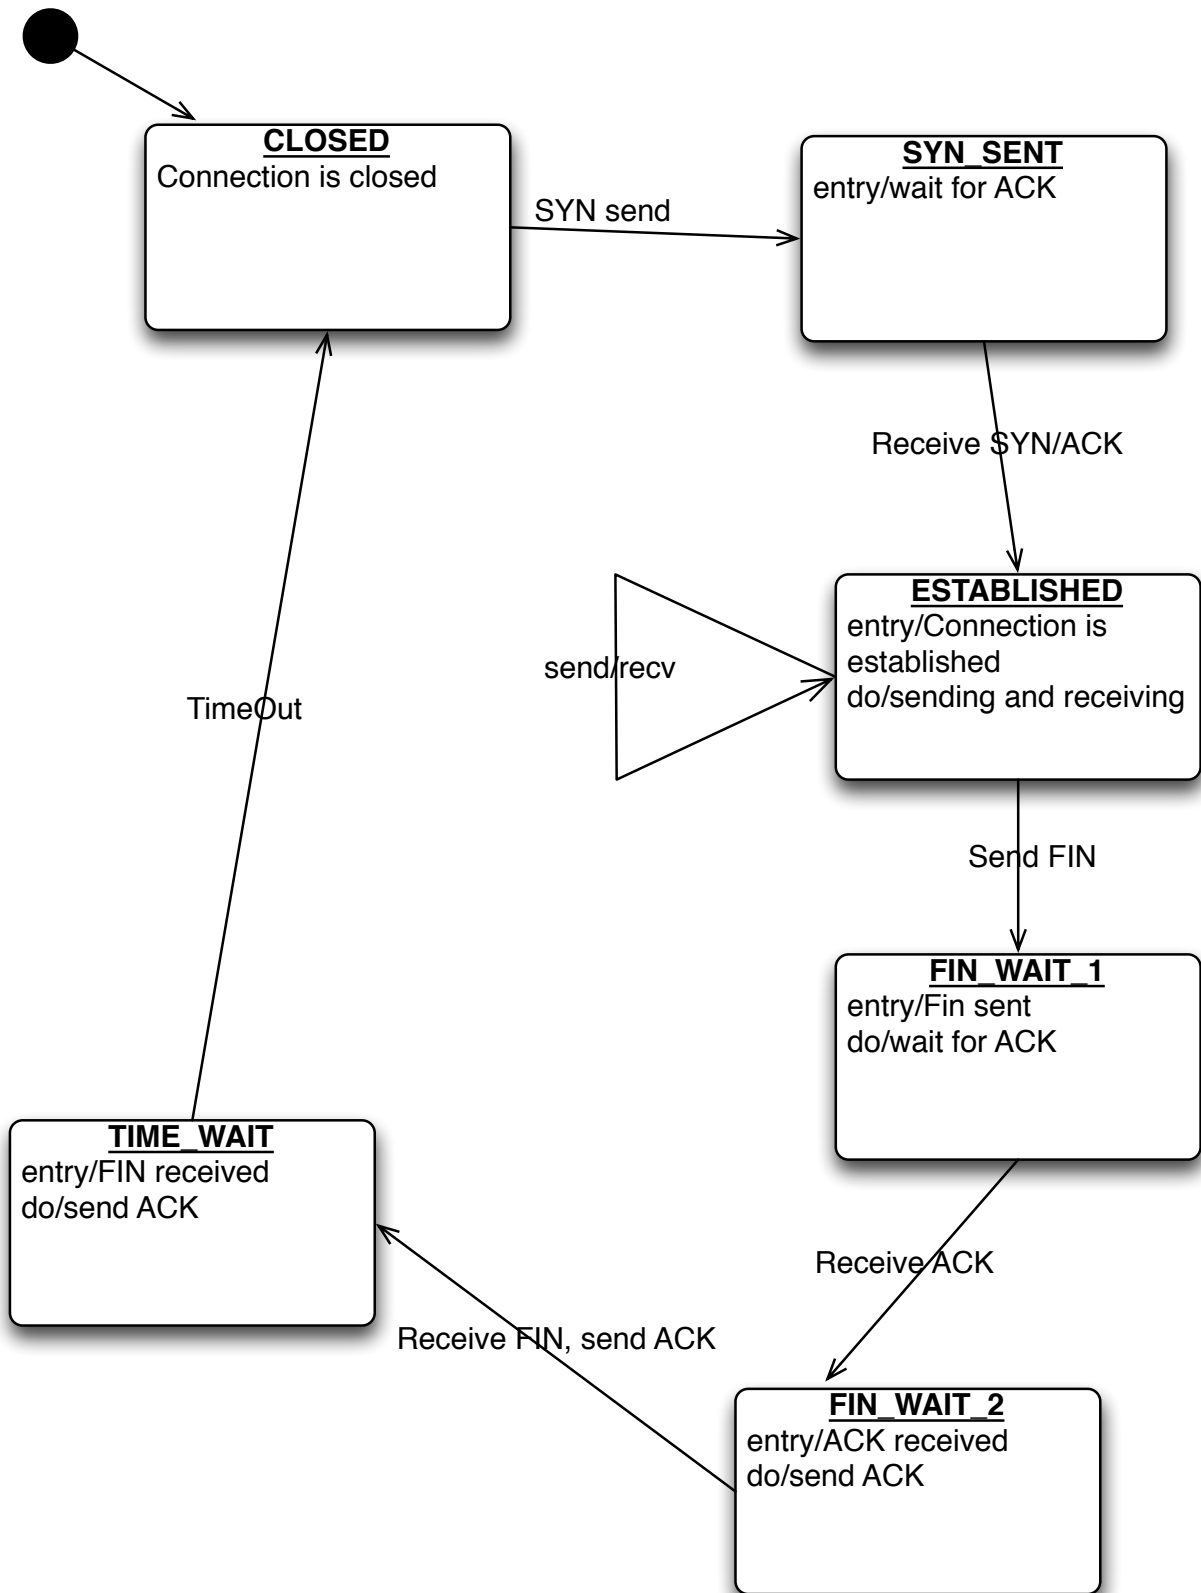 CLOSED
Connection is closed
SYN send
SYN_SENT
entry/wait for ACK
Receive SYN/ACK
ESTABLISHED
entry/Connection is
established
do/sending and receiving
send/recv
TimeOut
Send FIN
FIN_WAIT_1
entry/Fin sent
do/wait for ACK
TIME_WAIT
entry/FIN received
do/send ACK
Receive ACK
Receive FIN, send ACK
FIN_WAIT_2
entry/ACK received
do/send ACK